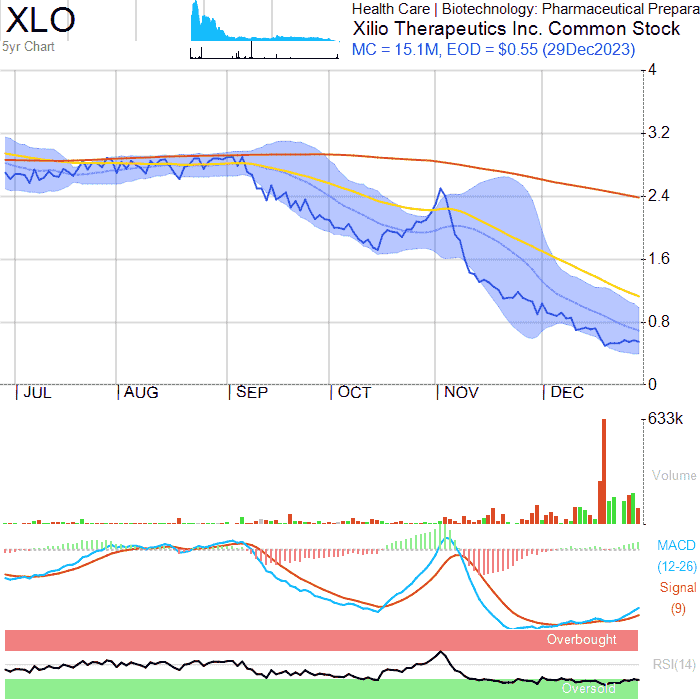 XLO
5yr Chart
Health Care | Biotechnology: Pharmaceutical Prepara
Xilio Therapeutics Inc. Common Stock
MC = 15.1M, EOD = $0.55 (29Dec2023)
4
3.2
2.4
1.6
0.8
0
JUL AUG SEP OCT NOV DEC
633k
Volume
MACD
(12-26)
Signal
(9)
Overbought
RSI(14)
Oversold